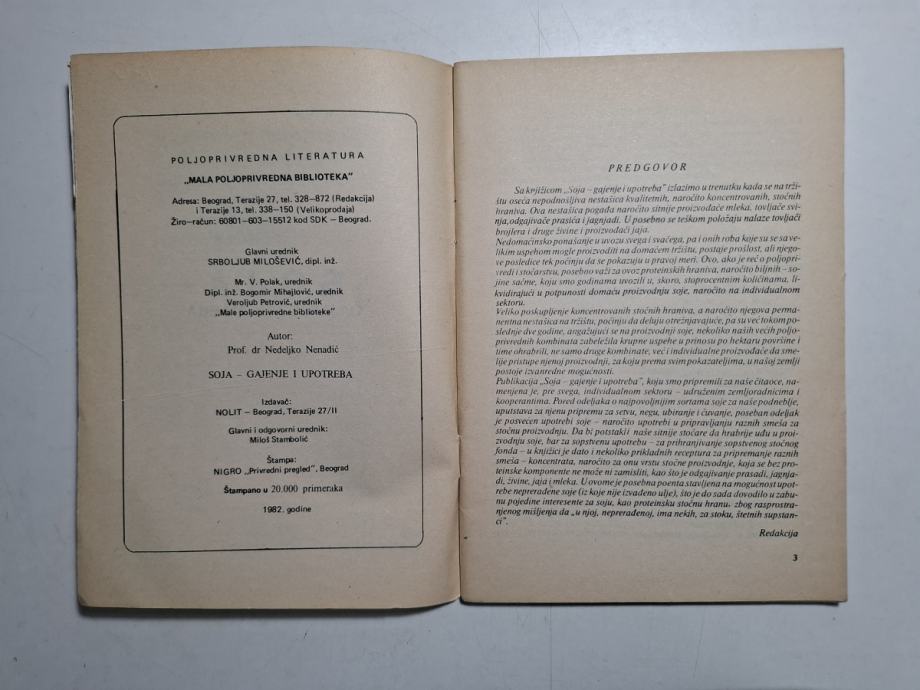 POLJOPRIVREDNA LITERATURA
„MALA POLJOPRIVREDNA BIBLIOTEKA"
Adresa: Beograd, Terazije 27, tel. 328–872 (Redakcija)
i Terazije 13, tel. 338–150 (Velikoprodaja)
Žiro–račun: 60801–603–15512 kod SDK – Beograd.
Glavni urednik
SRBOLJUB MILOŠEVIĆ, dipl. inž.
Mr. V. Polak, urednik
Dipl. inž. Bogomir Mihajlović, urednik
Veroljub Petrović, urednik
„Male poljoprivredne biblioteke"
Autor:
Prof. dr Nedeljko Nenadić
SOJA – GAJENJE I UPOTREBA
Izdavač:
NOLIT – Beograd, Terazije 27/II
Glavni i odgovorni urednik:
Miloš Stambolić
Štampa:
NIGRO „Privredni pregled", Beograd
Štampano u 20.000 primeraka
1982. godine
PREDGOVOR
Sa knjižicom „Soja – gajenje i upotreba" izlazimo u trenutku kada se na trži-
štu oseća nepodnošljiva nestašica kvalitetnih, naročito koncentrovanih, stočnih
hraniva. Ova nestašica pogađa naročito sitnije proizvođače mleka, tovljače svi-
nja, odgajivače prasića i jagnjadi. U posebno se teškom položaju nalaze tovljači
brojlera i druge živine i proizvođači jaja.
Nedomaćinsko ponašanje u uvozu svega i svačega, pa i onih roba koje su se sa ve-
likim uspehom mogle proizvoditi na domaćem tržištu, postaje prošlost, ali njego-
ve posledice tek počinju da se pokazuju u pravoj meri. Ovo, ako je reč o poljopri-
vredi i stočarstvu, posebno važi za ovoz proteinskih hraniva, naročito biljnih – so-
jine sačme, koju smo godinama uvozili u, skoro, stoprocentnim količinama, li-
kvidirajući u potpunosti domaću proizvodnju soje, naročito na individualnom
sektoru.
Veliko poskupljenje koncentrovanih stočnih hraniva, a naročito njegova perma-
nentna nestašica na tržištu, počinju da deluju otrežnjavajuće, pa su već tokom po-
slednje dve godine, angažujući se na proizvodnji soje, nekoliko naših većih poljo-
privrednih kombinata zabeležila krupne uspehe u prinosu po hektaru površine i
time ohrabrili, ne samo druge kombinate, već i individualne proizvođače da sme-
lije pristupe njenoj proizvodnji, za koju prema svim pokazateljima, u našoj zemlji
postoje izvanredne mogućnosti.
Publikacija „Soja – gajenje i upotreba", koju smo pripremili za naše čitaoce, na-
menjena je, pre svega, individualnom sektoru – udruženim zemljoradnicima i
kooperantima. Pored odeljaka o najpovoljnijim sortama soje za naše podneblje,
uputstava za njenu pripremu za setvu, negu, ubiranje i čuvanje, poseban odeljak
je posvećen upotrebi soje – naročito upotrebi u pripravljanju raznih smeša za
stočnu proizvodnju. Da bi potstakli naše sitnije stočare da hrabrije uđu u proi-
zvodnju soje, bar za sopstvenu upotrebu – za prihranjivanje sopstvenog stočnog
fonda – u knjižici je dato i nekoliko prikladnih receptura za pripremanje raznih
smeša – koncentrata, naročito za onu vrstu stočne proizvodnje, koja se bez pro-
teinske komponente ne može ni zamisliti, kao što je odgajivanje prasadi, jagnja-
di, živine, jaja i mleka. U ovome je posebna poenta stavljena na mogućnost upot-
rebe neprerađene soje (iz koje nije izvađeno ulje), što je do sada dovodilo u zabu-
nu pojedine interesente za soju, kao proteinsku stočnu hranu, zbog rasprostra-
njenog mišljenja da „u njoj, neprerađenoj, ima nekih, za stoku, štetnih supstan-
ci".
Redakcija
3